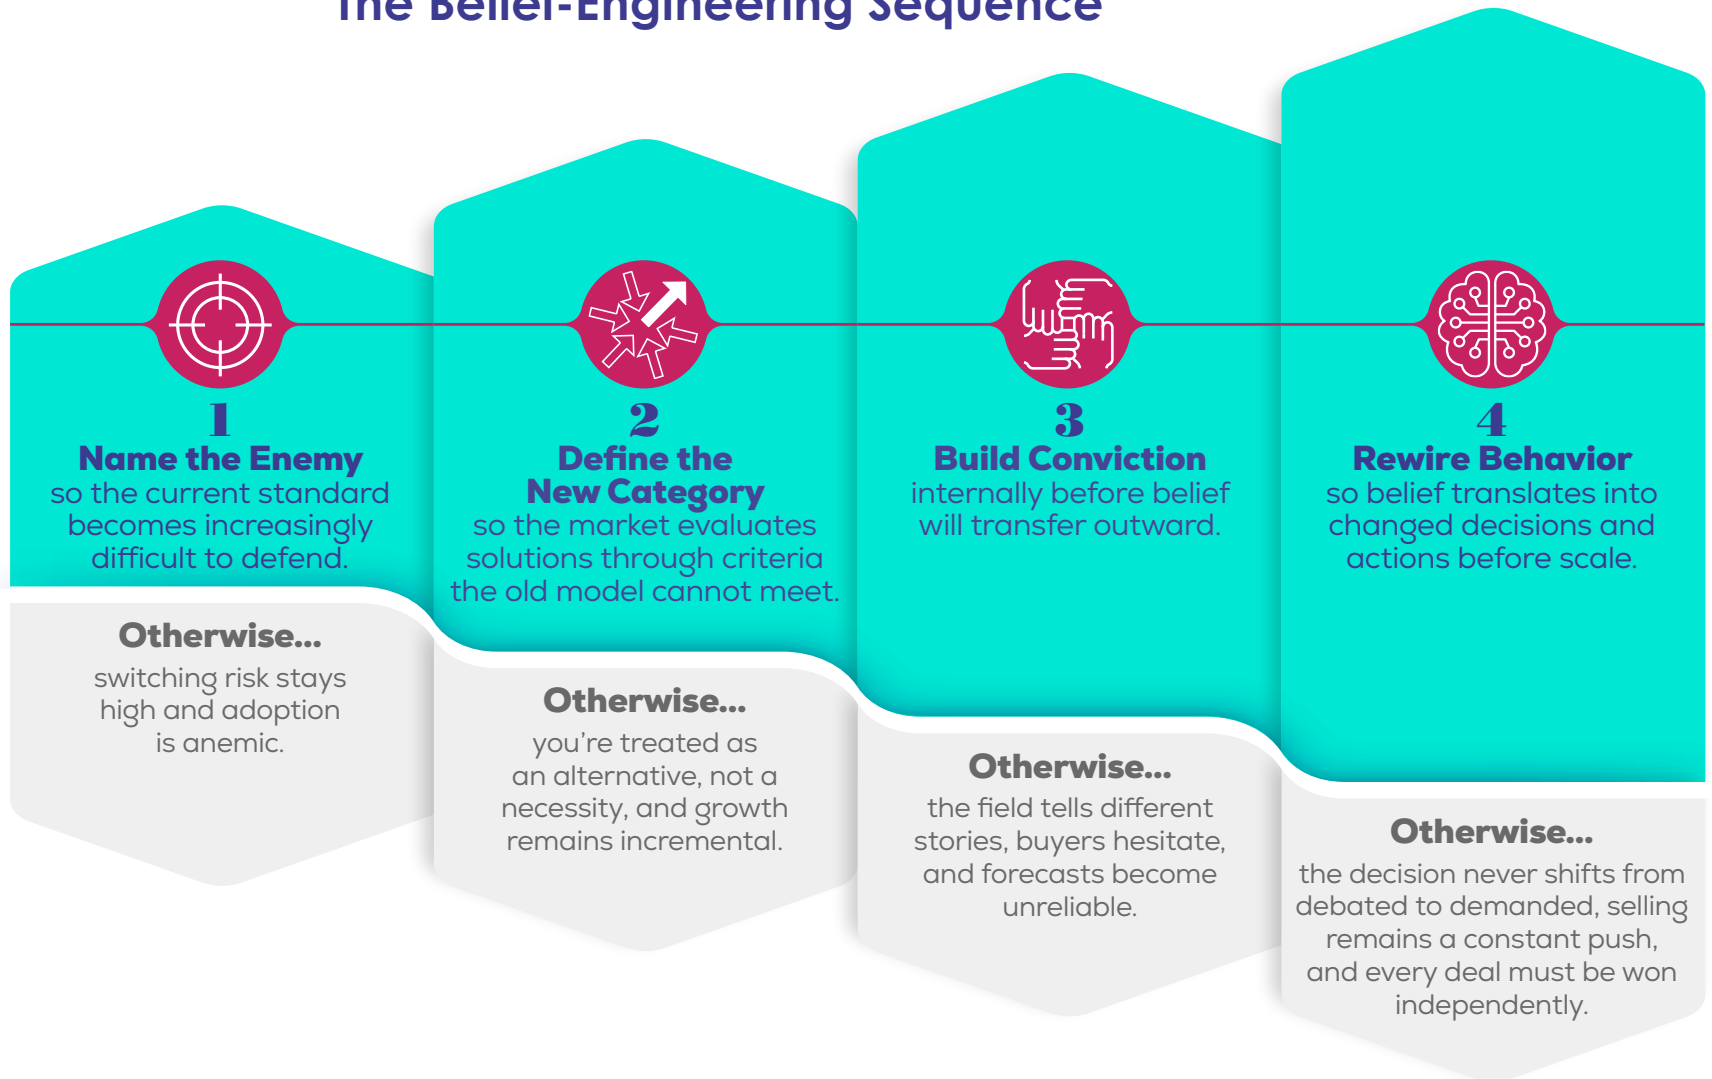 The Belief-Engineering Sequence
1
Name the Enemy
so the current standard
becomes increasingly
difficult to defend.
Otherwise...
switching risk stays
high and adoption
is anemic.
2
Define the
New Category
so the market evaluates
solutions through criteria
the old model cannot meet.
Otherwise...
you're treated as
an alternative, not a
necessity, and growth
remains incremental.
3
Build Conviction
internally before belief
will transfer outward.
Otherwise...
the field tells different
stories, buyers hesitate,
and forecasts become
unreliable.
4
Rewire Behavior
so belief translates into
changed decisions and
actions before scale.
Otherwise...
the decision never shifts from
debated to demanded, selling
remains a constant push,
and every deal must be won
independently.